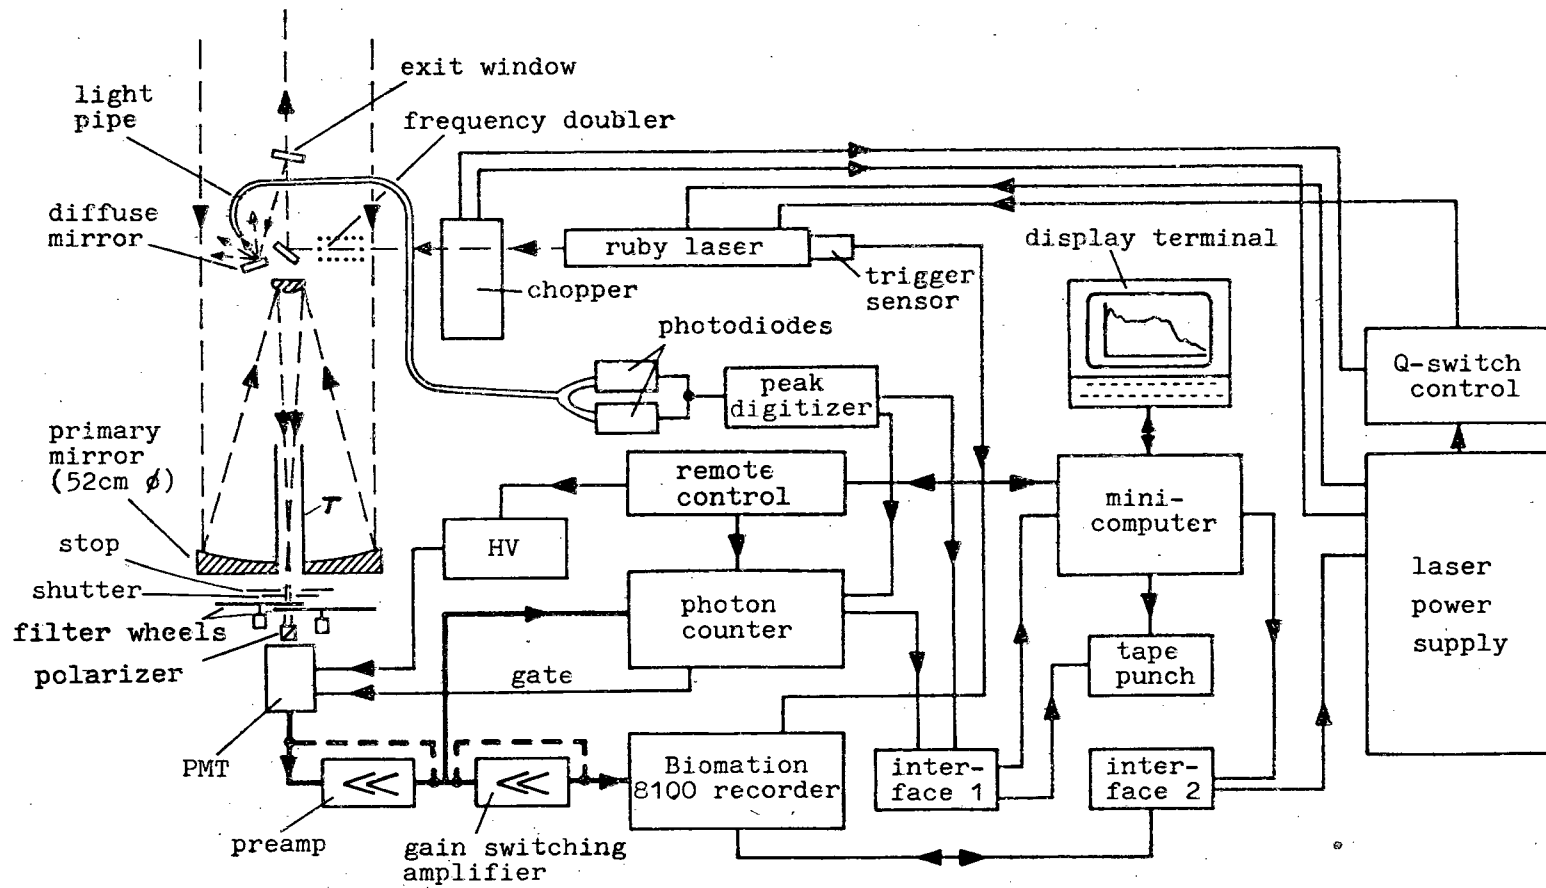 exit window
light
pipe
frequency doubler
diffuse
mirror
ruby laser
display terminal
trigger
sensor
chopper
photodiodes
Q-switch
control
peak
digitizer
primary
mirror
(52cm ø)
T
remote
control
mini-
computer
stop
HV
laser
power
supply
shutter
photon
counter
filter wheels
polarizer
gate
tape
punch
PMT
Biomation
8100 recorder
inter-
face 1
inter-
face 2
preamp
gain switching
amplifier